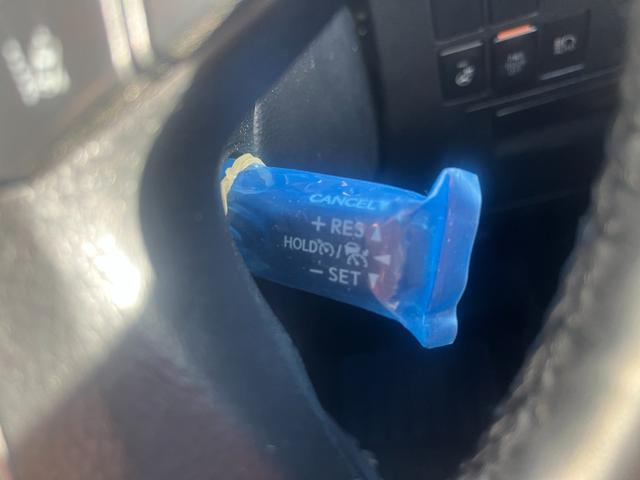 CANCEL
+ RES ▲
HOLD / ◄
− SET ▼